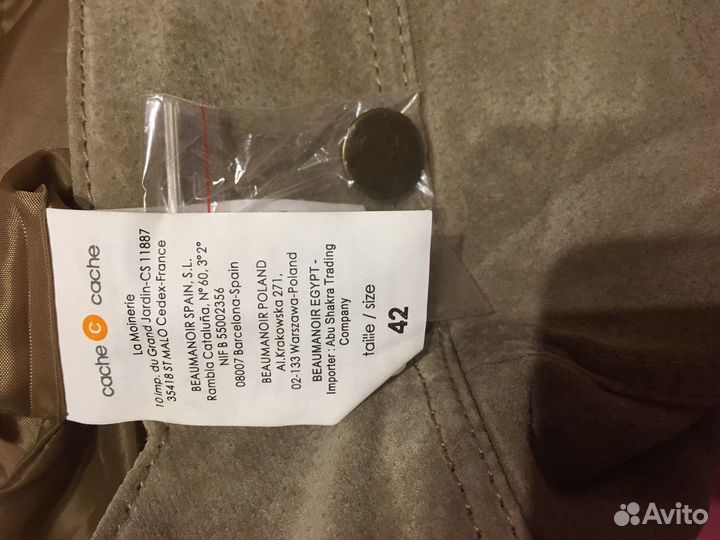 cache C cache
La Moinerie
10 imp. du Grand Jardin-CS 11887
35418 ST MALO Cedex-France
BEAUMANOIR SPAIN, S.L.
Rambla Cataluña, Nº 60, 3º2º
NIF B 55002356
08007 Barcelona-Spain
BEAUMANOIR POLAND
Al.Krakowska 271,
02-133 Warszawa-Poland
BEAUMANOIR EGYPT -
Importer : Abu Shakra Trading
Company
taille / size
42
Avito